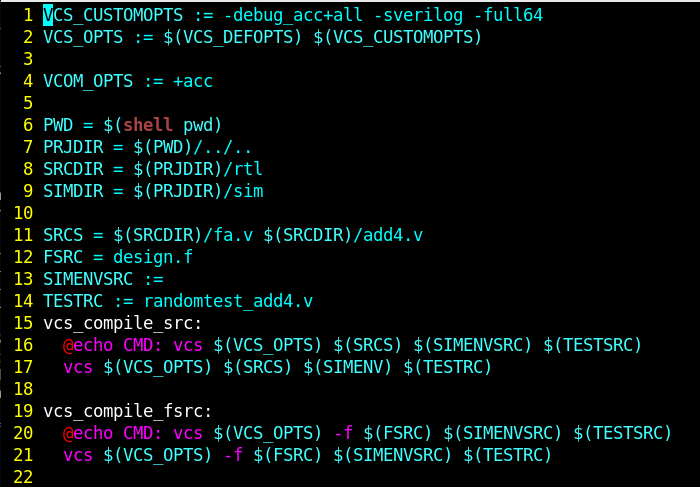 1 VCS_CUSTOMOPTS := -debug_acc+all -sverilog -full64
2 VCS_OPTS := $(VCS_DEFOPTS) $(VCS_CUSTOMOPTS)
3
4 VCOM_OPTS := +acc
5
6 PWD = $(shell pwd)
7 PRJDIR = $(PWD)/../..
8 SRCDIR = $(PRJDIR)/rtl
9 SIMDIR = $(PRJDIR)/sim
10
11 SRCS = $(SRCDIR)/fa.v $(SRCDIR)/add4.v
12 FSRC = design.f
13 SIMENVSRC :=
14 TESTRC := randomtest_add4.v
15 vcs_compile_src:
16   @echo CMD: vcs $(VCS_OPTS) $(SRCS) $(SIMENVSRC) $(TESTSRC)
17   vcs $(VCS_OPTS) $(SRCS) $(SIMENV) $(TESTRC)
18
19 vcs_compile_fsrc:
20   @echo CMD: vcs $(VCS_OPTS) -f $(FSRC) $(SIMENVSRC) $(TESTSRC)
21   vcs $(VCS_OPTS) -f $(FSRC) $(SIMENVSRC) $(TESTRC)
22